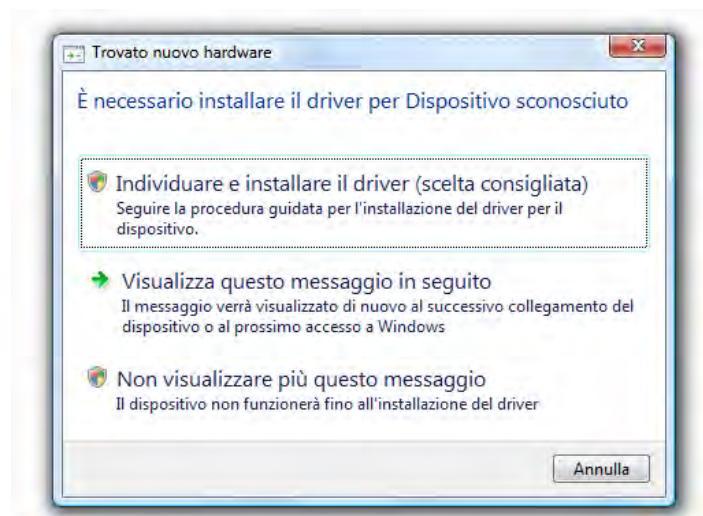 Trovato nuovo hardware
È necessario installare il driver per Dispositivo sconosciuto
Individuare e installare il driver (scelta consigliata)
Seguire la procedura guidata per l'installazione del driver per il
dispositivo.
Visualizza questo messaggio in seguito
Il messaggio verrà visualizzato di nuovo al successivo collegamento del
dispositivo o al prossimo accesso a Windows
Non visualizzare più questo messaggio
Il dispositivo non funzionerà fino all'installazione del driver
Annulla